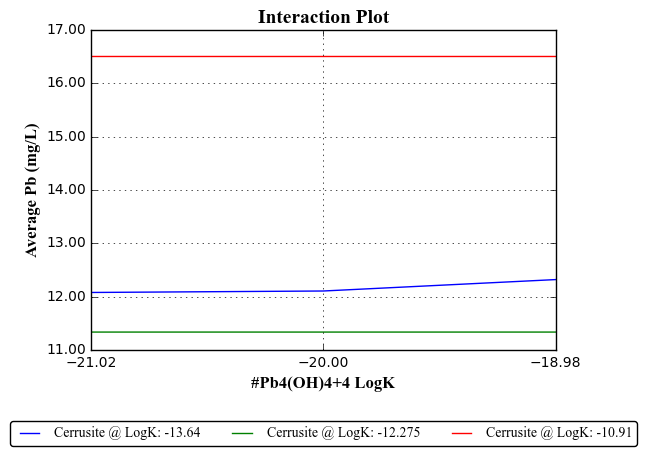 Interaction Plot
17.00
16.00
15.00
14.00
13.00
12.00
11.00
Average Pb (mg/L)
−21.02 −20.00 −18.98
#Pb4(OH)4+4 LogK
Cerrusite @ LogK: -13.64 Cerrusite @ LogK: -12.275 Cerrusite @ LogK: -10.91